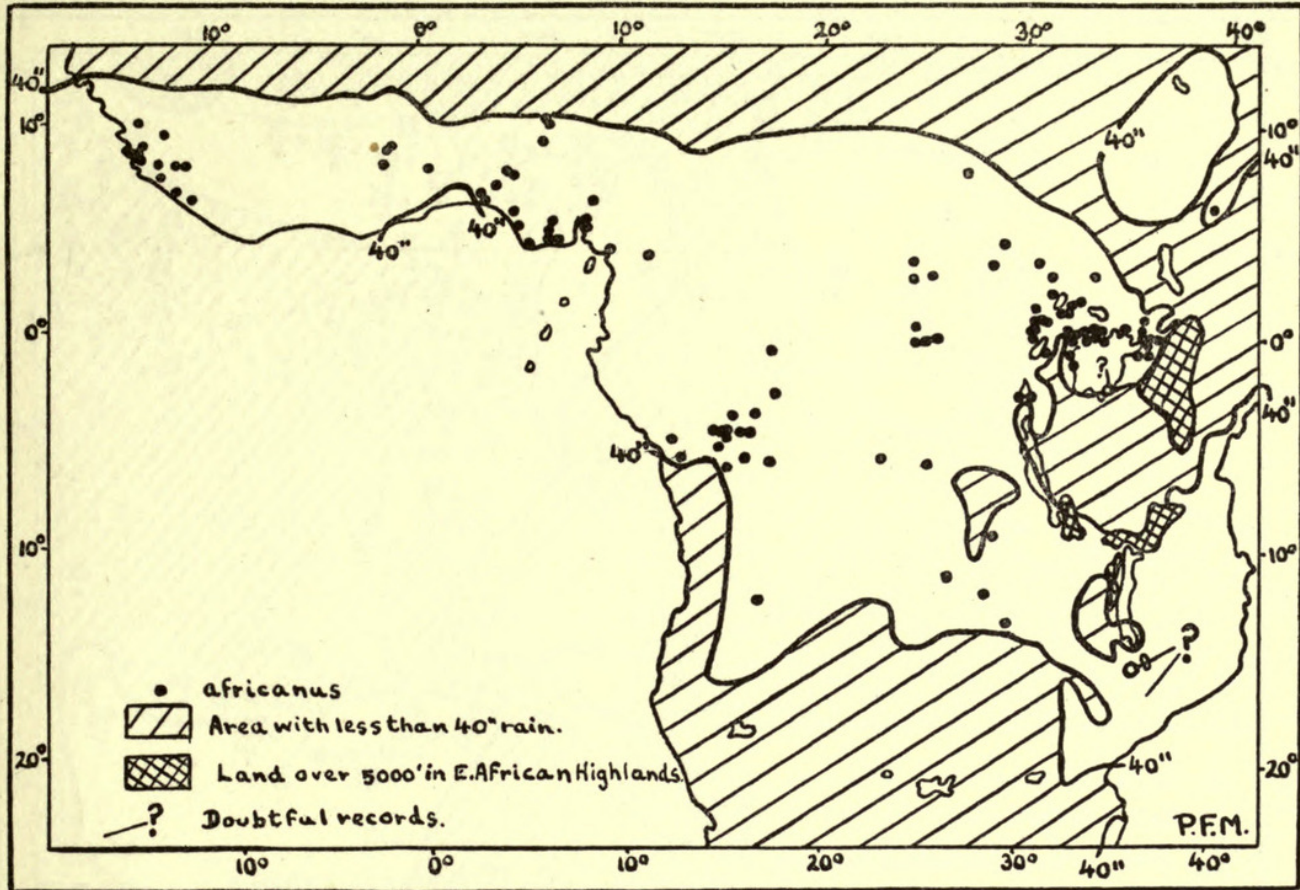 10° 0° 10° 20° 30° 40°
40"
10°
40"
10°
40"
40"
40"
0°
?
0°
40"
40"
10°
10°
?
africanus
Area with less than 40" rain.
20°
Land over 5000' in E. African Highlands.
40"
20°
? Doubtful records.
P.F.M.
10° 0° 10° 20° 30° 40" 40°